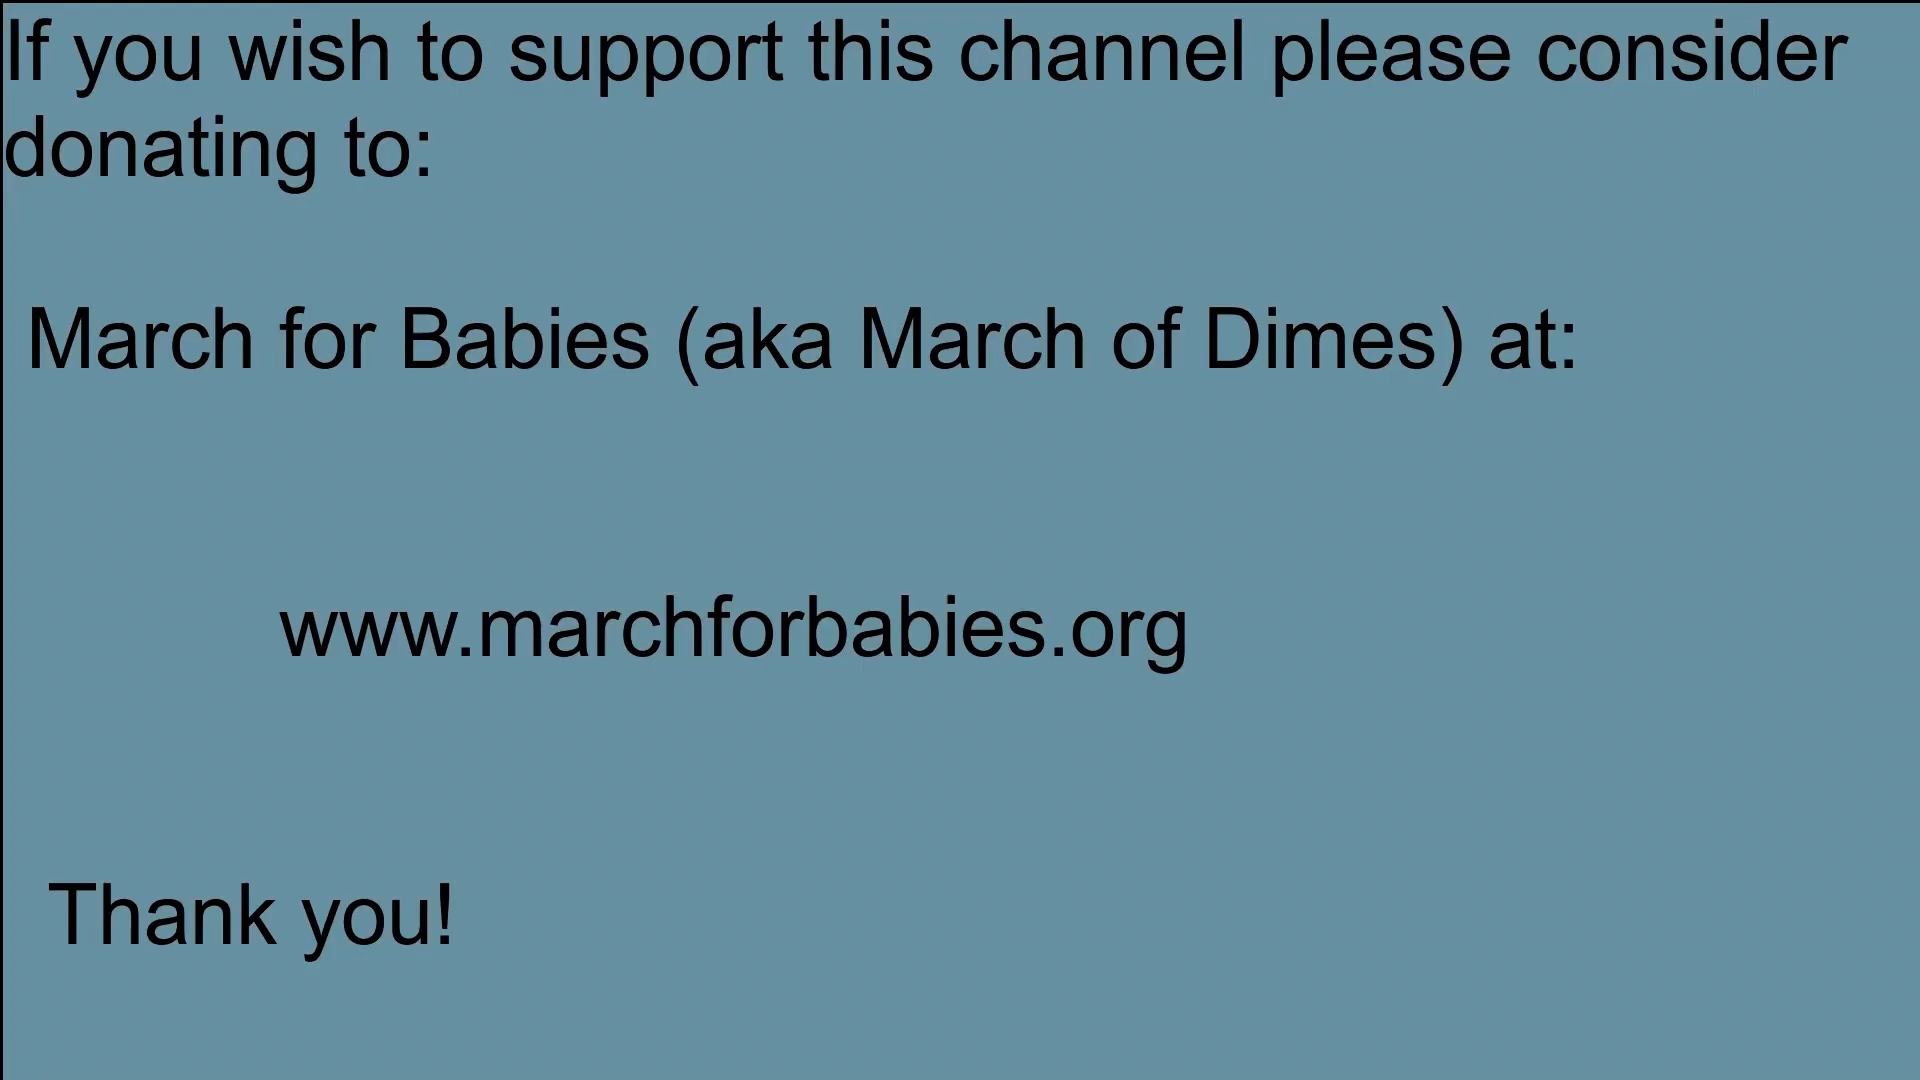 If you wish to support this channel please consider
donating to:
March for Babies (aka March of Dimes) at:
www.marchforbabies.org
Thank you!